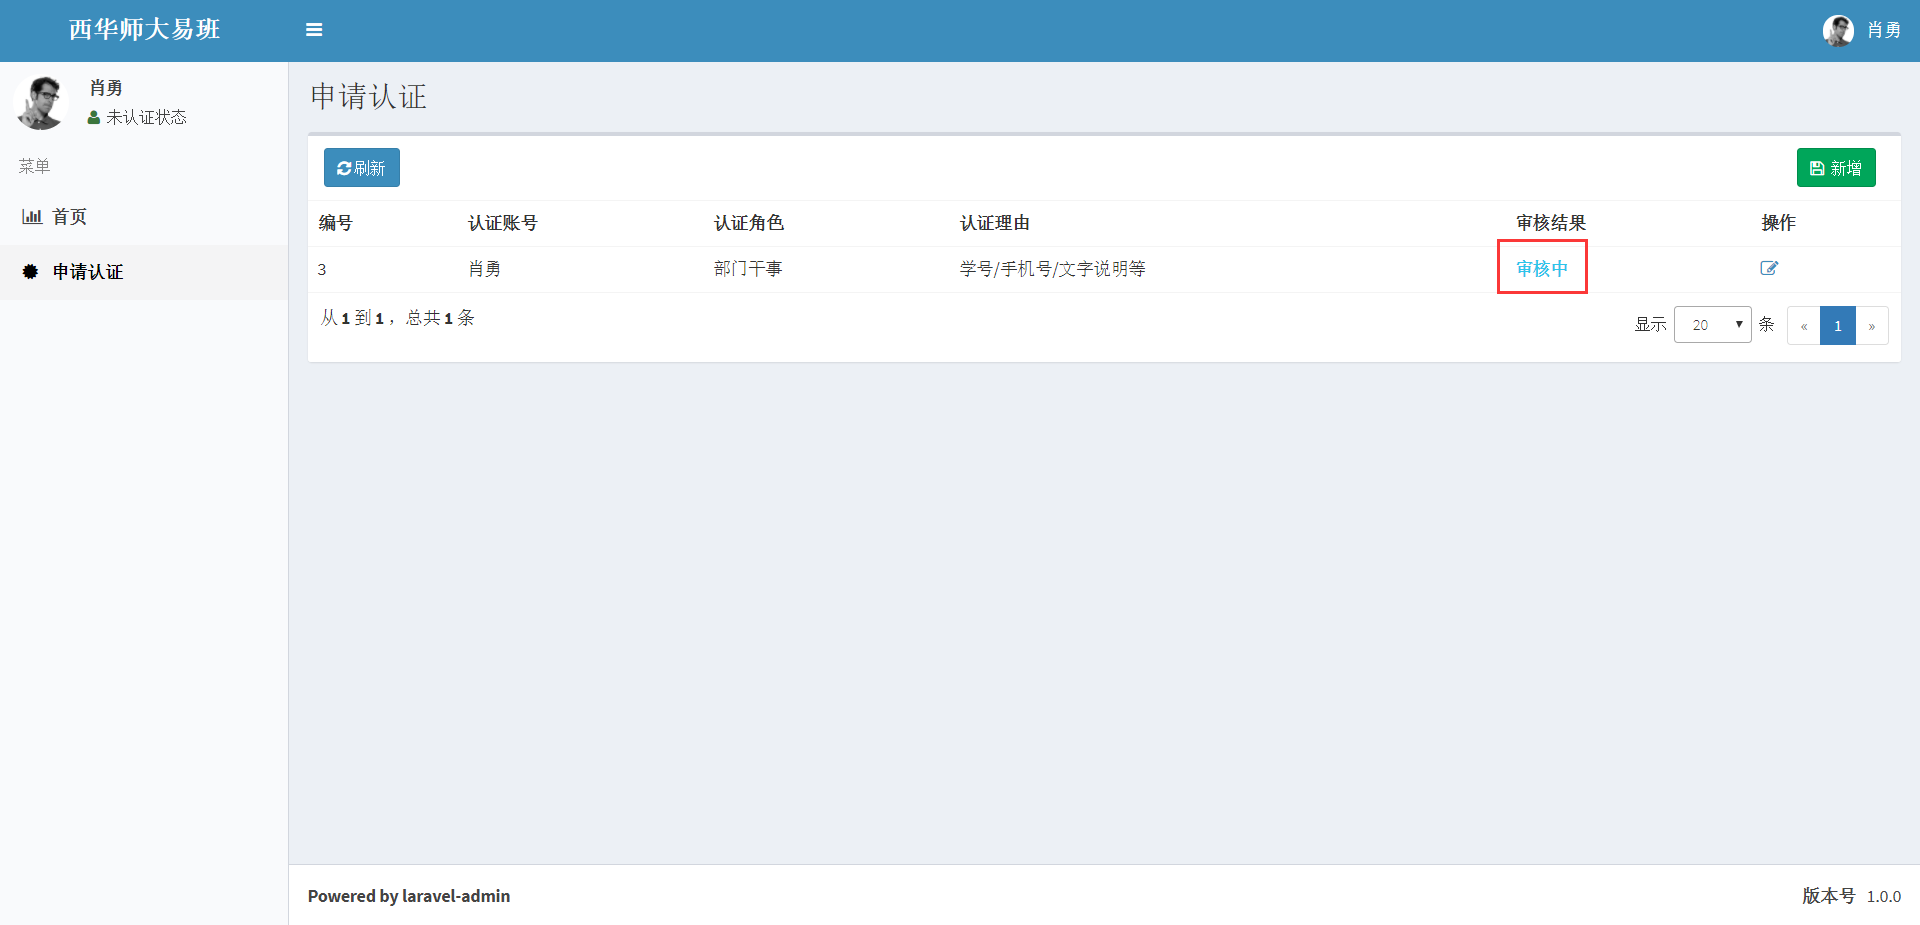 西华师大易班
肖勇
肖勇
未认证状态
菜单
首页
申请认证
申请认证
刷新
新增
编号 认证账号 认证角色 认证理由 审核结果 操作
3 肖勇 部门干事 学号/手机号/文字说明等 审核中
从 1 到 1 ，总共 1 条
显示 20 条 « 1 »
Powered by laravel-admin
版本号 1.0.0